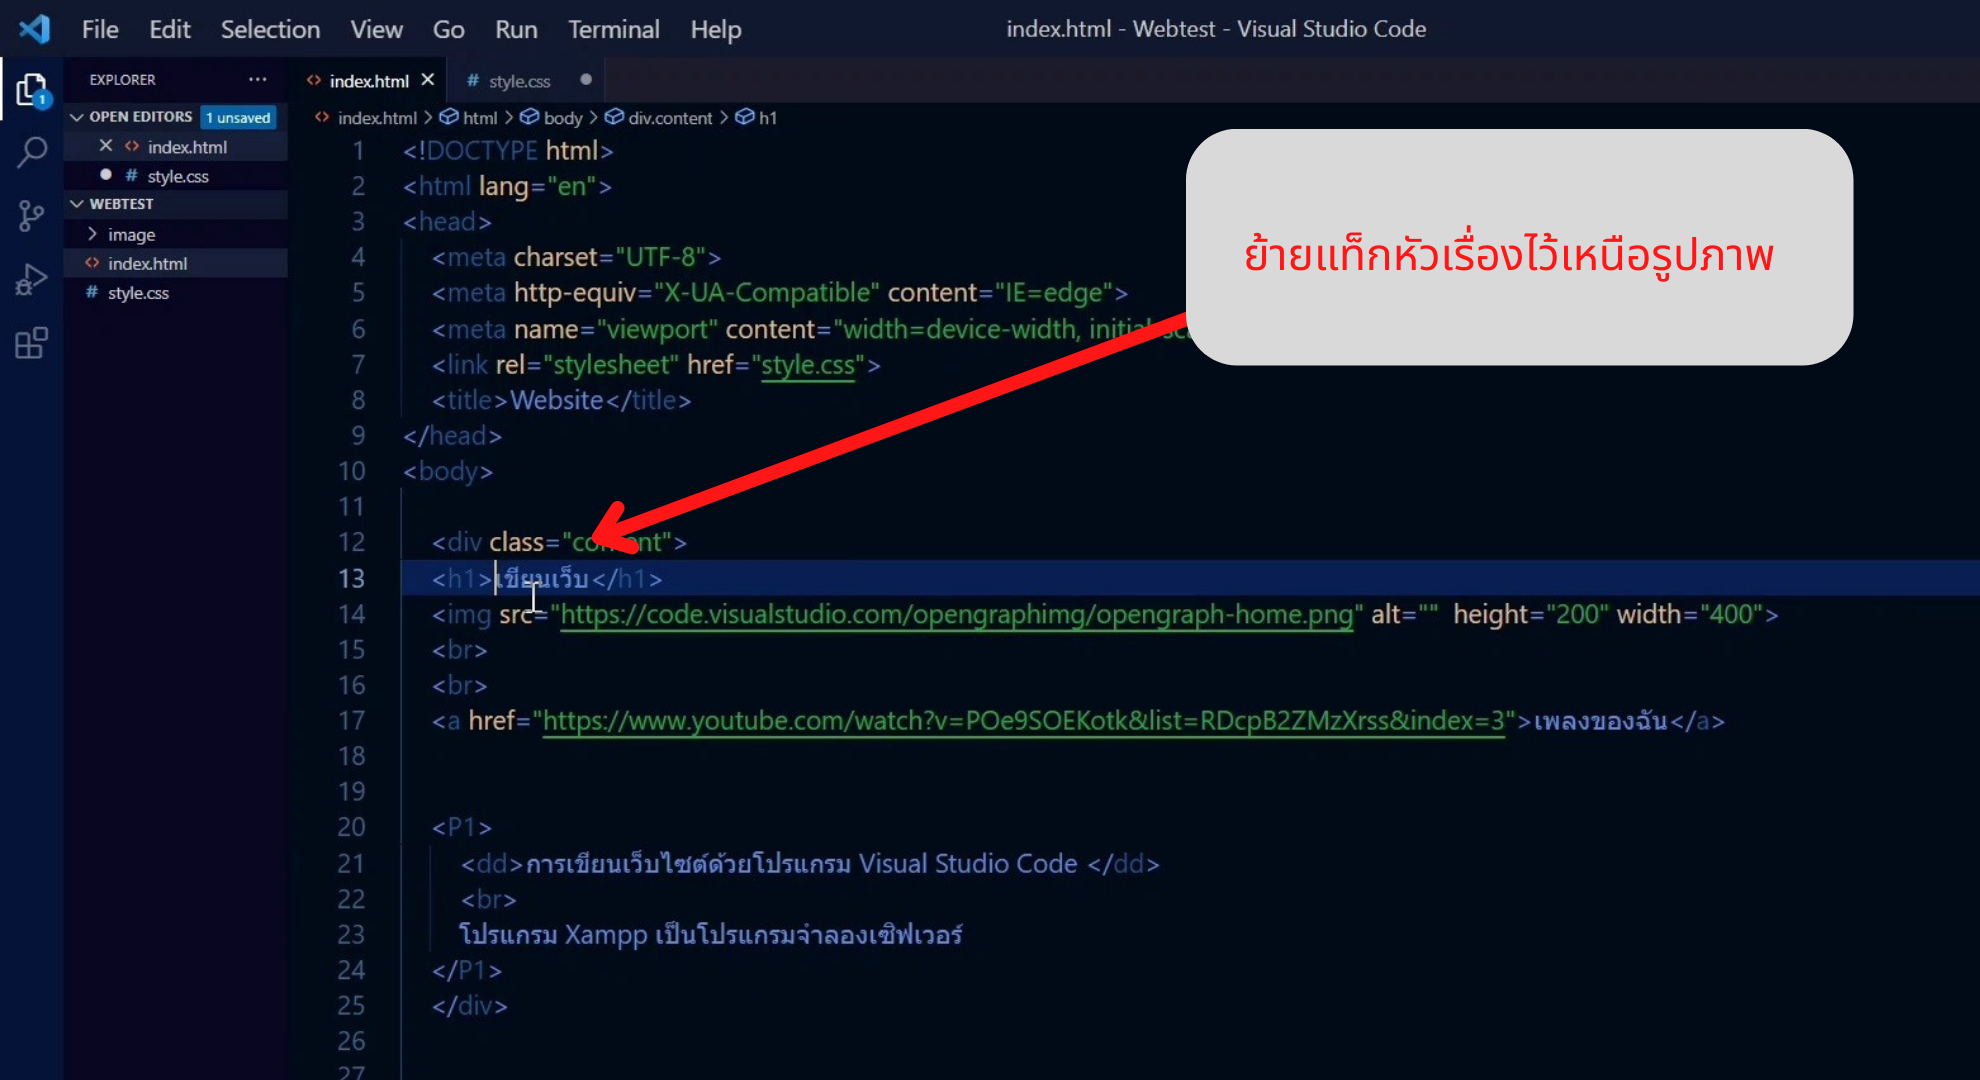 File Edit Selection View Go Run Terminal Help
index.html - Webtest - Visual Studio Code
EXPLORER ···
OPEN EDITORS 1 unsaved
index.html
# style.css
WEBTEST
image
index.html
# style.css
1
<> index.html ✕ # style.css ●
<> index.html > html > body > div.content > h1
1 <!DOCTYPE html>
2 <html lang="en">
3 <head>
4 <meta charset="UTF-8">
5 <meta http-equiv="X-UA-Compatible" content="IE=edge">
6 <meta name="viewport" content="width=device-width,
7 <link rel="stylesheet" href="style.css">
8 <title>Website</title>
9 </head>
10 <body>
11
12 <div class="content">
13 <h1>เขียนเว็บ</h1>
14 <img src="https://code.visualstudio.com/opengraphimg/opengraph-home.png" alt="" height="200" width="400">
15 <br>
16 <br>
17 <a href="https://www.youtube.com/watch?v=POe9SOEKotk&list=RDcpB2ZMzXrss&index=3">เพลงของฉัน</a>
18
19
20 <P1>
21 <dd>การเขียนเว็บไซต์ด้วยโปรแกรม Visual Studio Code </dd>
22 <br>
23 โปรแกรม Xampp เป็นโปรแกรมจำลองเซิฟเวอร์
24 </P1>
25 </div>
26
27
ย้ายแท็กหัวเรื่องไว้เหนือรูปภาพ